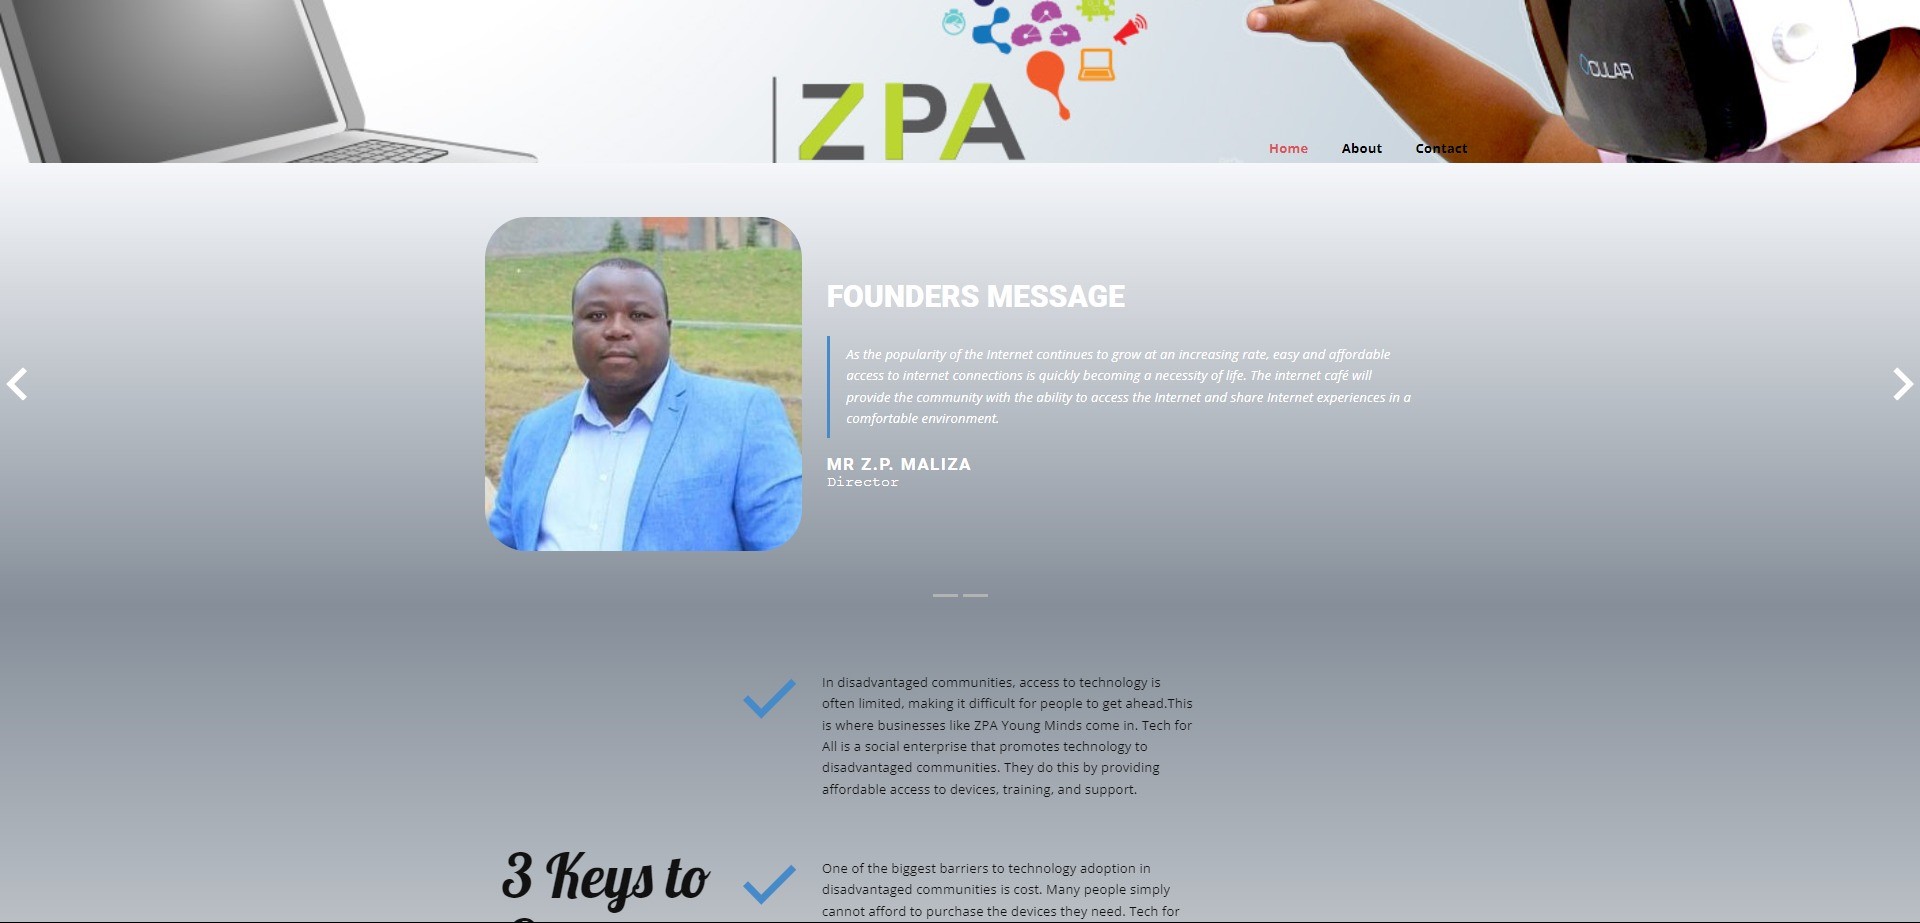 OCULAR
ZPA
Home About Contact
FOUNDERS MESSAGE
As the popularity of the Internet continues to grow at an increasing rate, easy and affordable
access to internet connections is quickly becoming a necessity of life. The internet café will
provide the community with the ability to access the Internet and share Internet experiences in a
comfortable environment.
MR Z.P. MALIZA
Director
In disadvantaged communities, access to technology is
often limited, making it difficult for people to get ahead.This
is where businesses like ZPA Young Minds come in. Tech for
All is a social enterprise that promotes technology to
disadvantaged communities. They do this by providing
affordable access to devices, training, and support.
3 Keys to
One of the biggest barriers to technology adoption in
disadvantaged communities is cost. Many people simply
cannot afford to purchase the devices they need. Tech for